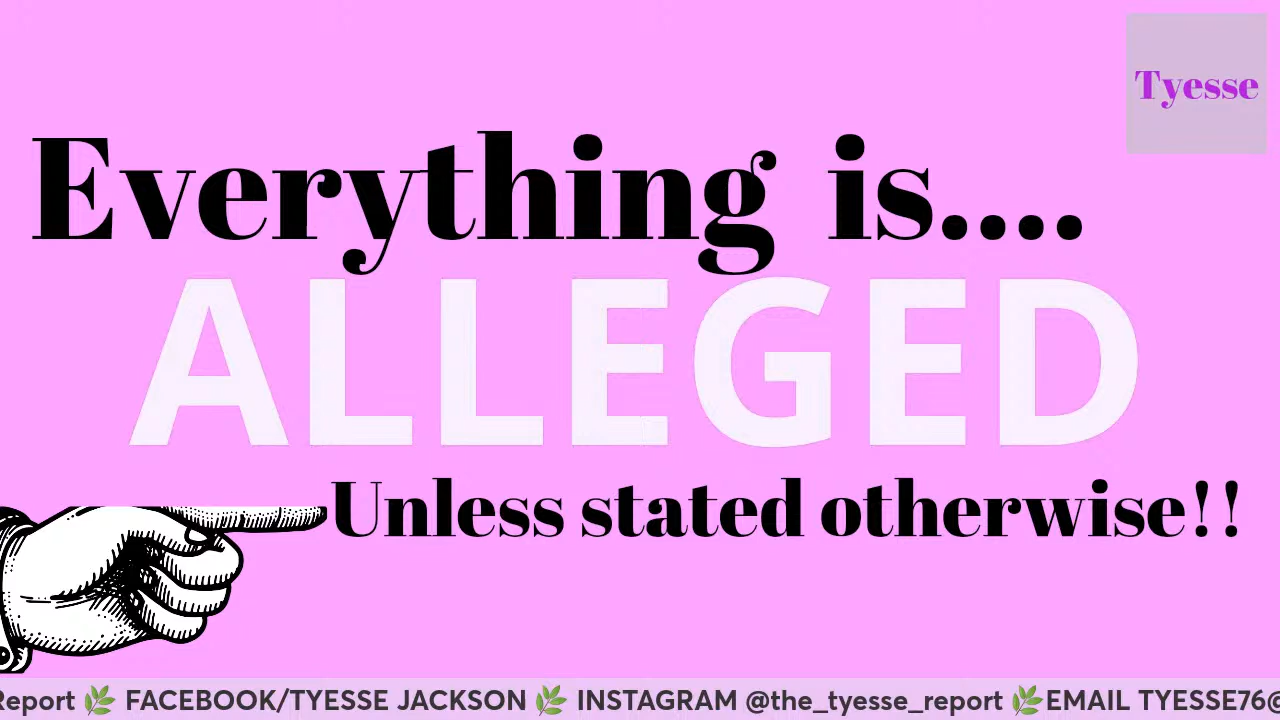 Tyesse
Everything is....
ALLEGED
Unless stated otherwise!!
Report 🌿 FACEBOOK/TYESSE JACKSON 🌿 INSTAGRAM @the_tyesse_report 🌿 EMAIL TYESSE76@